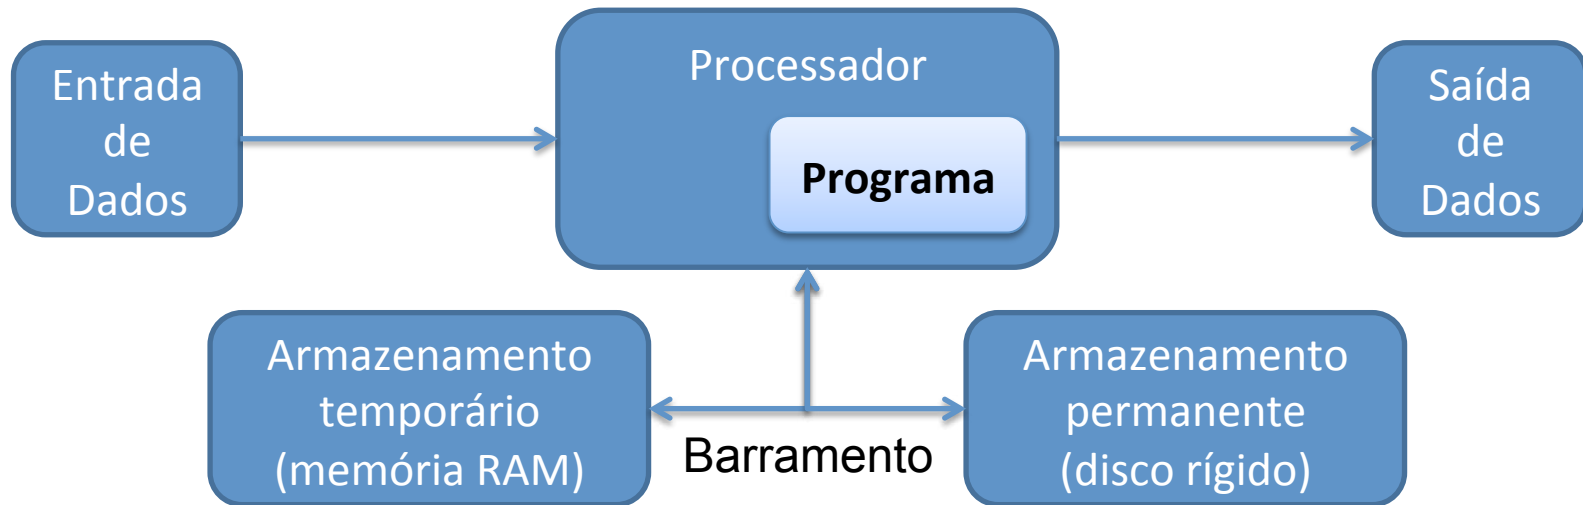 Entrada
de
Dados
Processador
Programa
Saída
de
Dados
Armazenamento
temporário
(memória RAM)
Barramento
Armazenamento
permanente
(disco rígido)